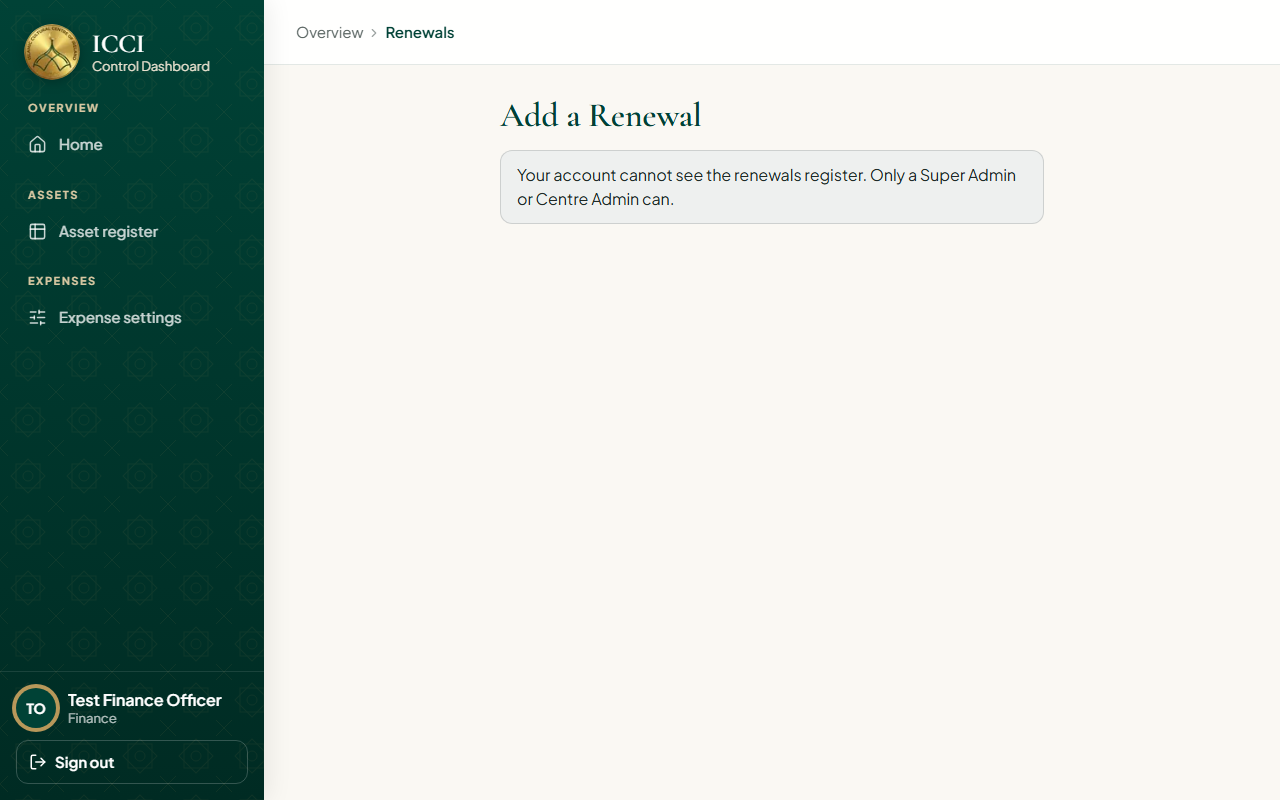 ICCI
Control Dashboard
OVERVIEW
Home
ASSETS
Asset register
EXPENSES
Expense settings
Test Finance Officer
TO
Finance
Sign out
Overview > Renewals
Add a Renewal
Your account cannot see the renewals register. Only a Super Admin
or Centre Admin can.